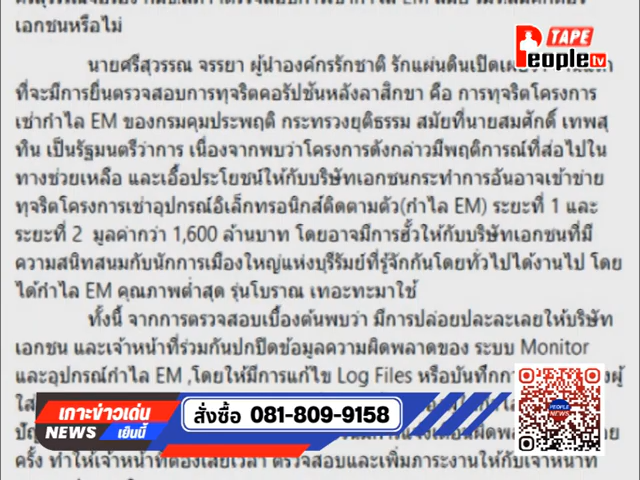 TAPE
People tv
เอกชนหรือไม่
นายศรีสุวรรณ จรรยา ผู้นำองค์กรรักชาติ รักแผ่นดินเปิดเผย
ที่จะมีการยื่นตรวจสอบการทุจริตคอรัปชันหลังลาสิกขา คือ การทุจริตโครงการ
เช่ากำไล EM ของกรมคุมประพฤติ กระทรวงยุติธรรม สมัยที่นายสมศักดิ์ เทพสุ
ทิน เป็นรัฐมนตรีว่าการ เนื่องจากพบว่าโครงการดังกล่าวมีพฤติการณ์ที่ส่อไปใน
ทางช่วยเหลือ และเอื้อประโยชน์ให้กับบริษัทเอกชนกระทำการอันอาจเข้าข่าย
ทุจริตโครงการเช่าอุปกรณ์อิเล็กทรอนิกส์ติดตามตัว(กำไล EM) ระยะที่ 1 และ
ระยะที่ 2 มูลค่ากว่า 1,600 ล้านบาท โดยอาจมีการฮั้วให้กับบริษัทเอกชนที่มี
ความสนิทสนมกับนักการเมืองใหญ่แห่งบุรีรัมย์ที่รู้จักกันโดยทั่วไปได้งานไป โดย
ได้กำไล EM คุณภาพต่ำสุด รุ่นโบราณ เทอะทะมาใช้
ทั้งนี้ จากการตรวจสอบเบื้องต้นพบว่า มีการปล่อยปละละเลยให้บริษัท
เอกชน และเจ้าหน้าที่ร่วมกันปกปิดข้อมูลความผิดพลาดของ ระบบ Monitor
และอุปกรณ์กำไล EM ,โดยให้มีการแก้ไข Log Files หรือบันทึก
เกาะข่าวเด่น
NEWS เย็นนี้
สั่งซื้อ 081-809-9158
PEOPLE NEWS
ครั้ง ทำให้เจ้าหน้าที่ต้องเสียเวลา ตรวจสอบและเพิ่มภาระงานให้กับเจ้าหน้าที่